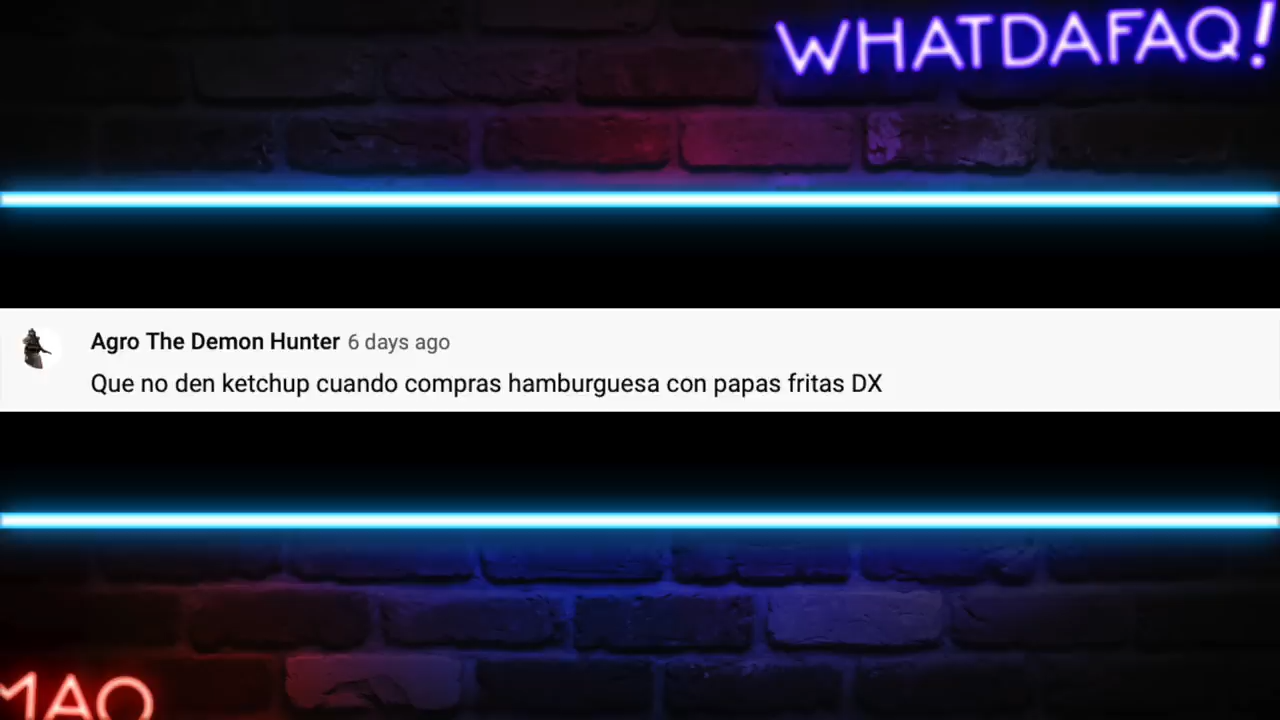 WHATDAFAQ!
Agro The Demon Hunter 6 days ago
Que no den ketchup cuando compras hamburguesa con papas fritas DX
MAO